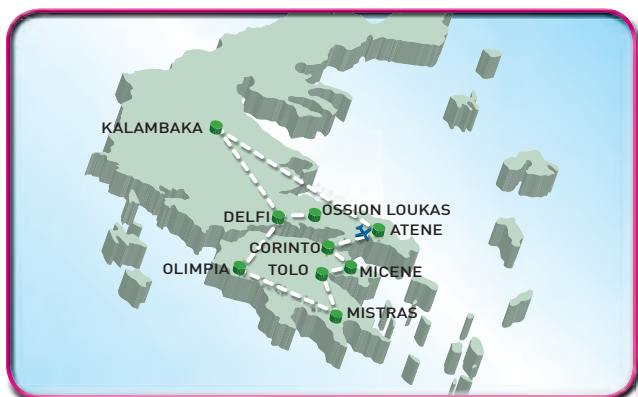 KALAMBAKA
OSSION LOUKAS
DELFI
ATENE
CORINTO
OLIMPIA
TOLO
MICENE
MISTRAS